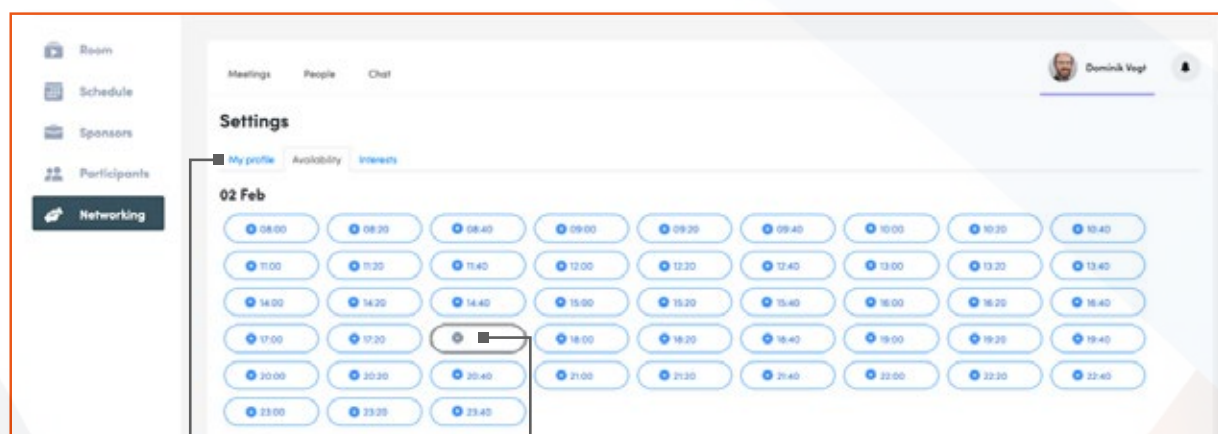 Room
Meetings People Chat Dominik Vogt
Schedule
Settings
Sponsors
My profile Availability Interests
Participants
02 Feb
Networking
08:00 08:20 08:40 09:00 09:20 09:40 10:00 10:20 10:40
11:00 11:20 11:40 12:00 12:20 12:40 13:00 13:20 13:40
14:00 14:20 14:40 15:00 15:20 15:40 16:00 16:20 16:40
17:00 17:20 18:00 18:20 18:40 19:00 19:20 19:40
20:00 20:20 20:40 21:00 21:20 21:40 22:00 22:20 22:40
23:00 23:20 23:40